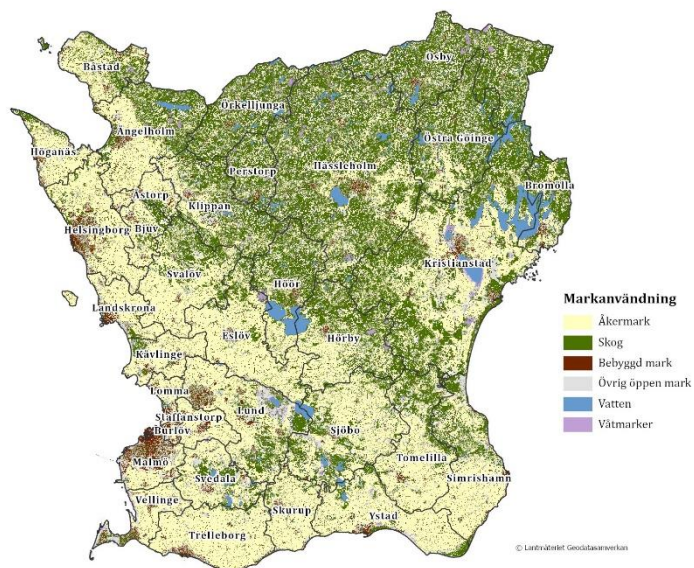 Båstad
Osby
Örkelljunga
Ängelholm
Östra Göinge
Höganäs
Perstorp
Hässleholm
Bromölla
Åstorp
Klippan
Helsingborg
Bjuv
Kristianstad
Svalöv
Höör
Landskrona
Eslöv
Hörby
Kävlinge
Lomma
Lund
Staffanstorp
Burlöv
Sjöbo
Malmö
Tomelilla
Svedala
Simrishamn
Vellinge
Skurup
Ystad
Trelleborg
Markanvändning
Åkermark
Skog
Bebyggd mark
Övrig öppen mark
Vatten
Våtmarker
© Lantmäteriet Geodatasamverkan